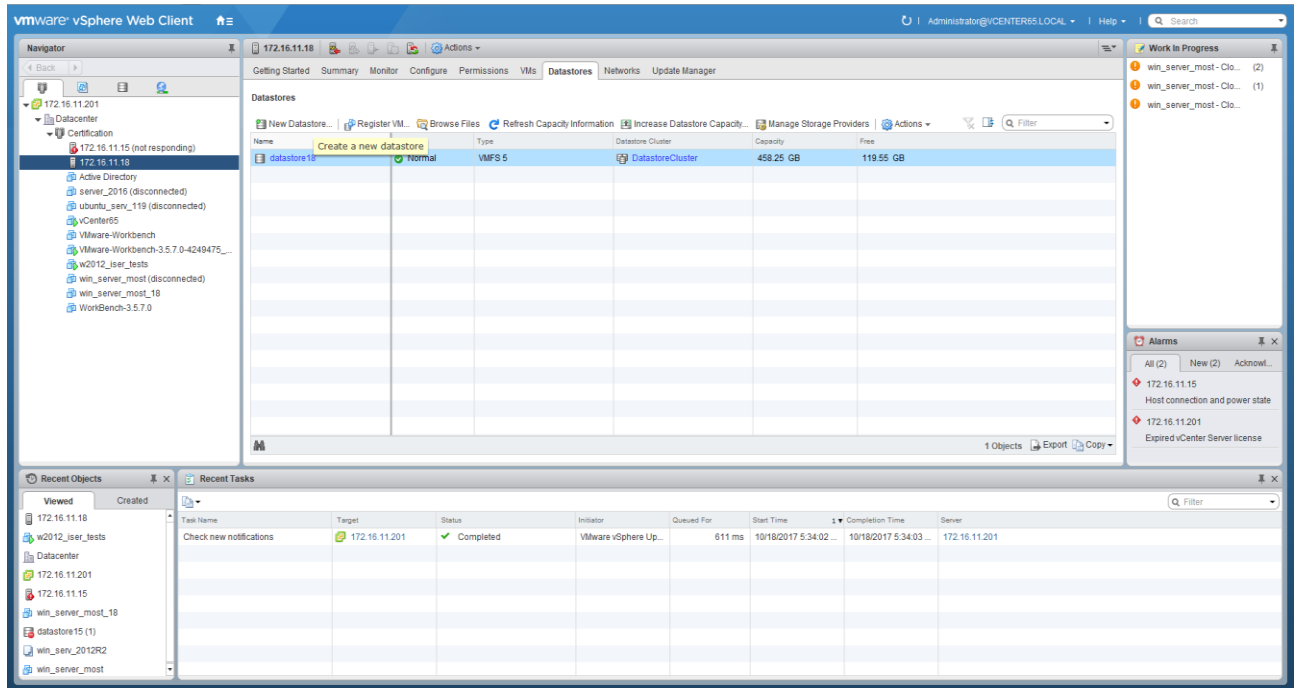 vmware® vSphere Web Client
Administrator@VCENTER65.LOCAL
Help
Search
Navigator
Back
172.16.11.201
Datacenter
Certification
172.16.11.15 (not responding)
172.16.11.18
Active Directory
server_2016 (disconnected)
ubuntu_serv_119 (disconnected)
vCenter65
VMware-Workbench
VMware-Workbench-3.5.7.0-4249475_...
w2012_iser_tests
win_server_most (disconnected)
win_server_most_18
WorkBench-3.5.7.0
172.16.11.18 Actions
Getting Started Summary Monitor Configure Permissions VMs Datastores Networks Update Manager
Datastores
New Datastore... Register VM... Browse Files Refresh Capacity Information Increase Datastore Capacity... Manage Storage Providers Actions Filter
Name Type Datastore Cluster Capacity Free
Create a new datastore
datastore18 Normal VMFS 5 DatastoreCluster 458.25 GB 119.55 GB
1 Objects Export Copy
Work In Progress
win_server_most - Clo... (2)
win_server_most - Clo... (1)
win_server_most - Clo...
Alarms
All (2) New (2) Acknowl...
172.16.11.15
Host connection and power state
172.16.11.201
Expired vCenter Server license
Recent Objects
Viewed Created
172.16.11.18
w2012_iser_tests
Datacenter
172.16.11.201
172.16.11.15
win_server_most_18
datastore15 (1)
win_serv_2012R2
win_server_most
Recent Tasks
Filter
Task Name Target Status Initiator Queued For Start Time 1 Completion Time Server
Check new notifications 172.16.11.201 Completed VMware vSphere Up... 611 ms 10/18/2017 5:34:02 ... 10/18/2017 5:34:03 ... 172.16.11.201